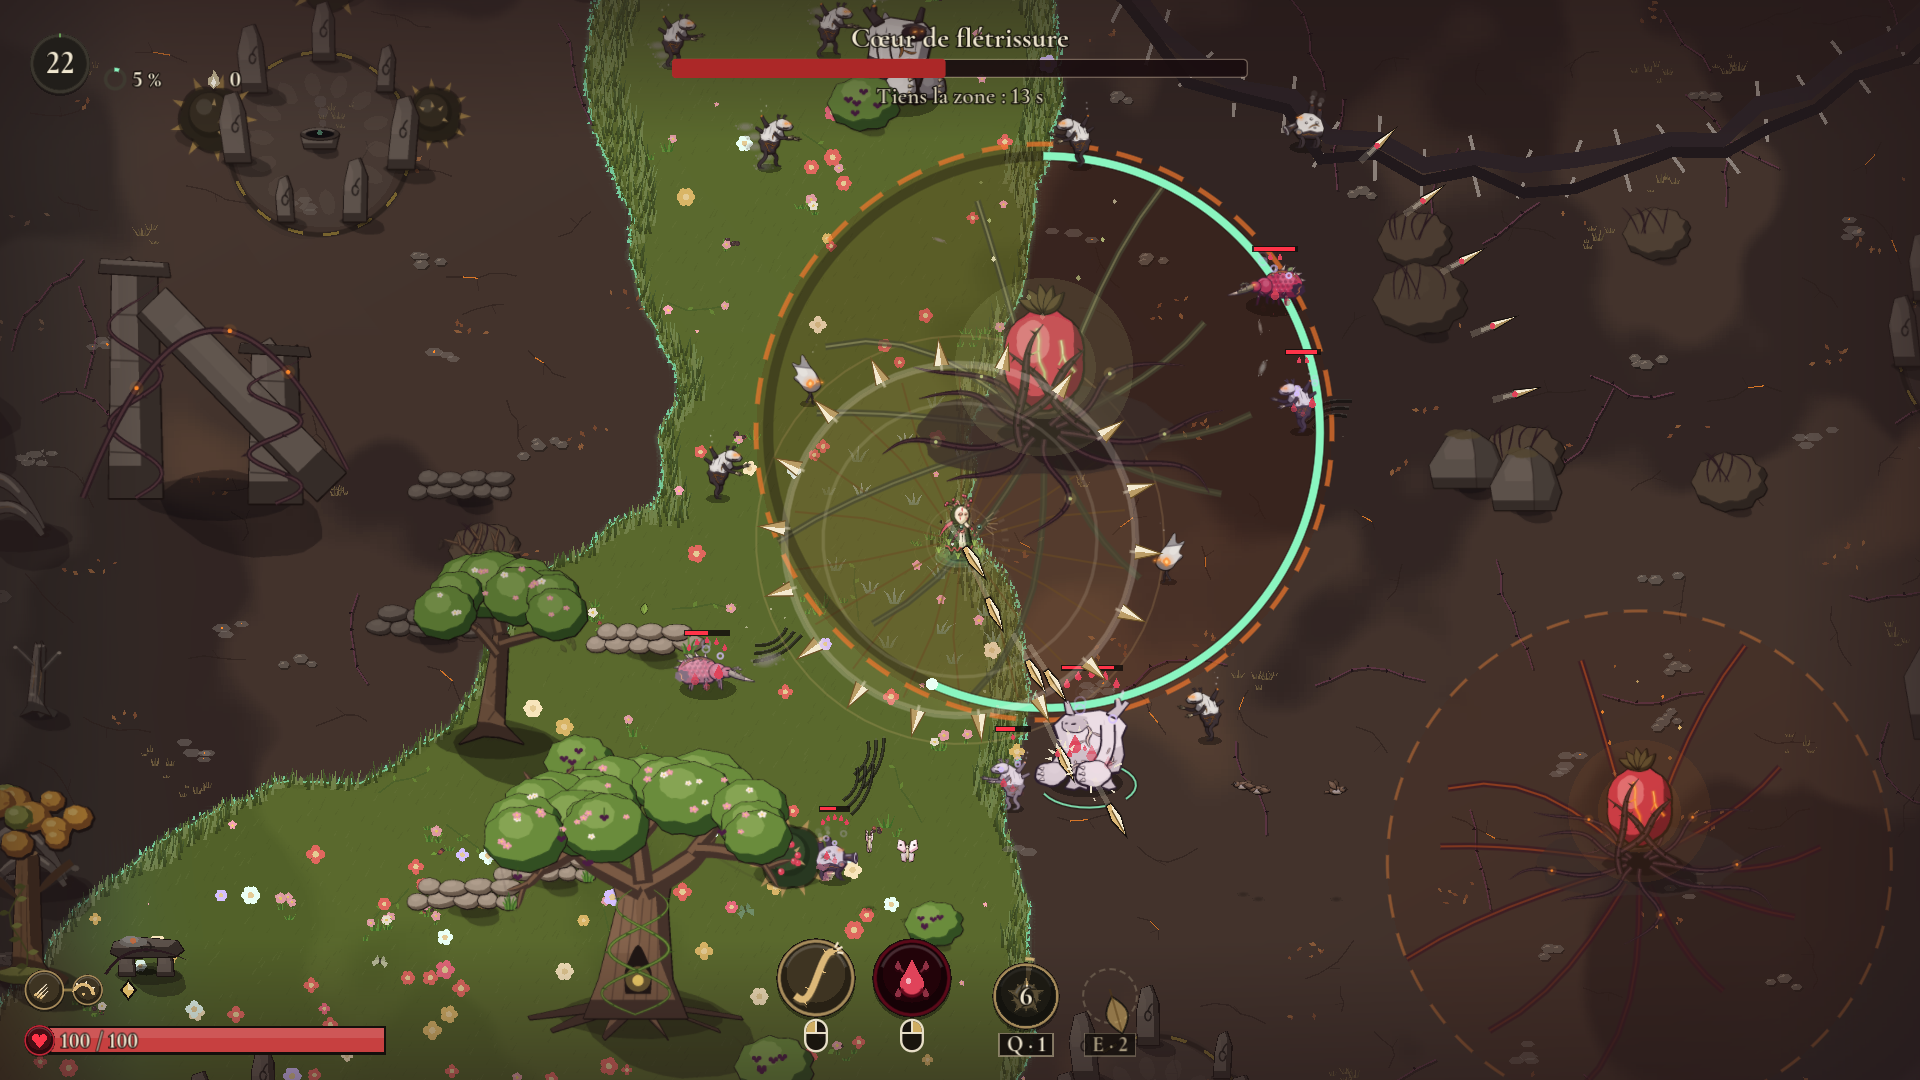 22
5 %
0
Cœur de flétrissure
Tiens la zone : 13 s
100 / 100
6
Q · 1
E · 2